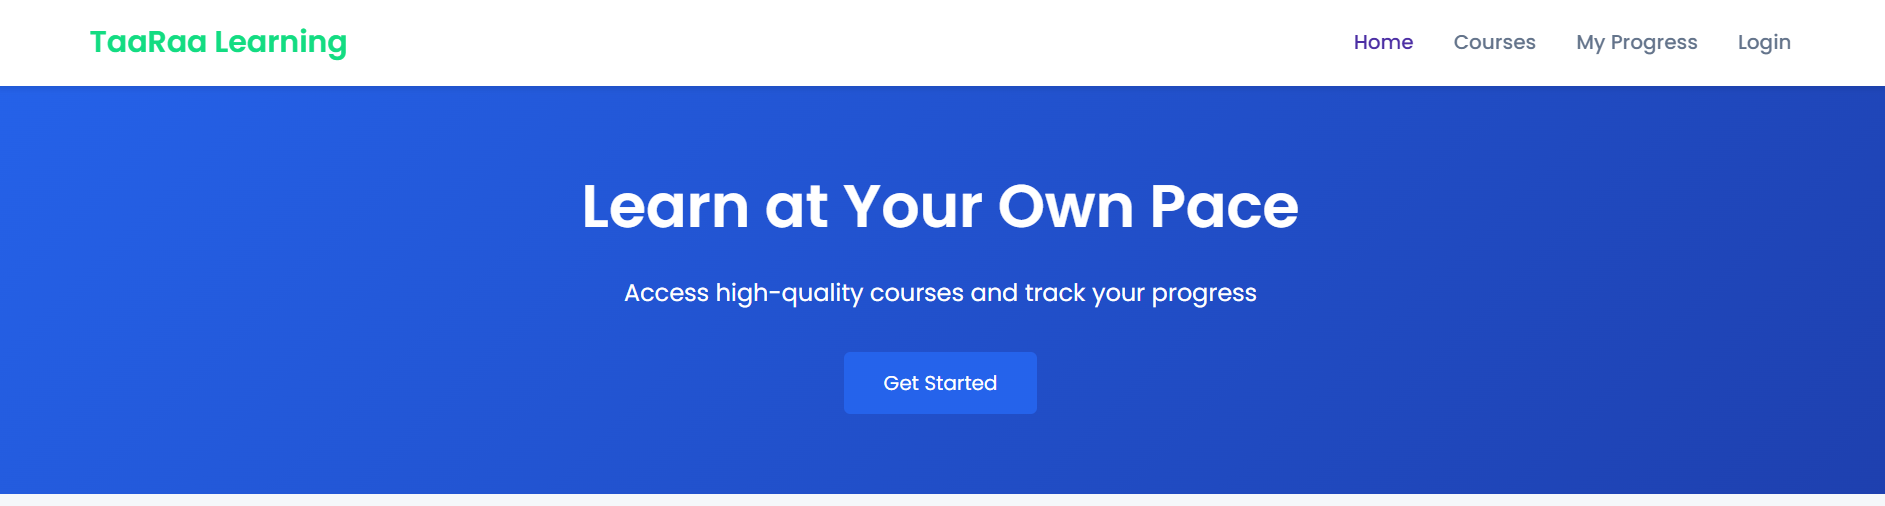 TaaRaa Learning
Home Courses My Progress Login
Learn at Your Own Pace
Access high-quality courses and track your progress
Get Started